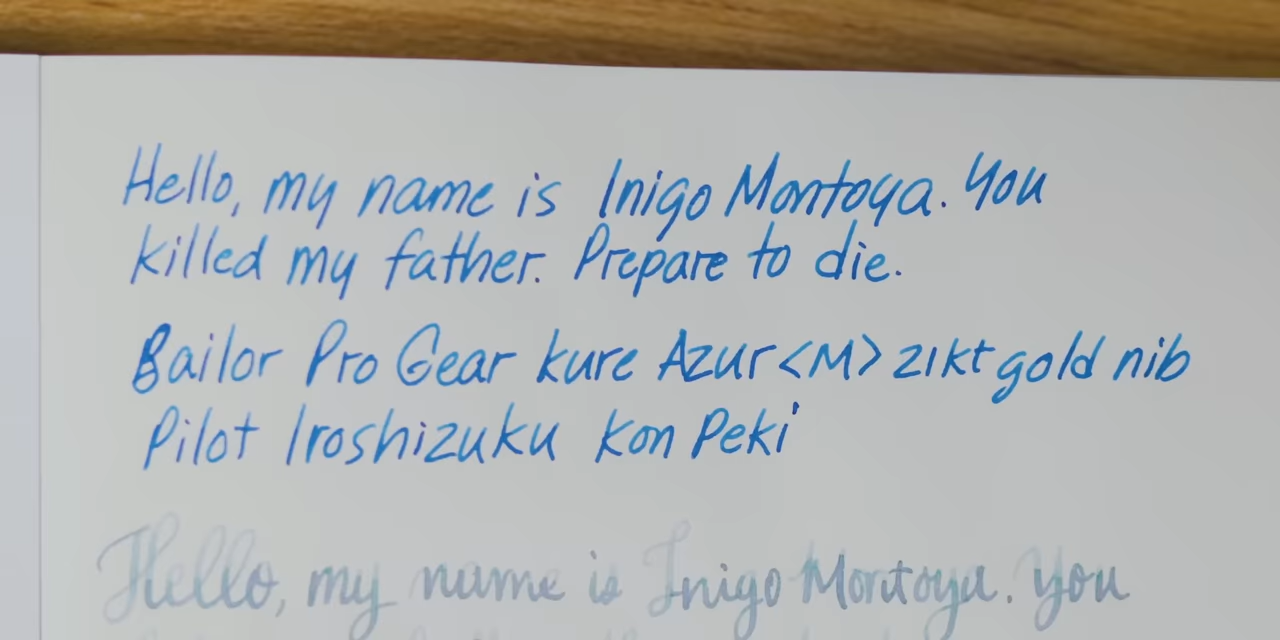 Hello, my name is Inigo Montoya. You
killed my father. Prepare to die.
Bailor Pro Gear kure Azur <M> 21kt gold nib
Pilot Iroshizuku Kon Peki
Hello, my name is Inigo Montoya. You